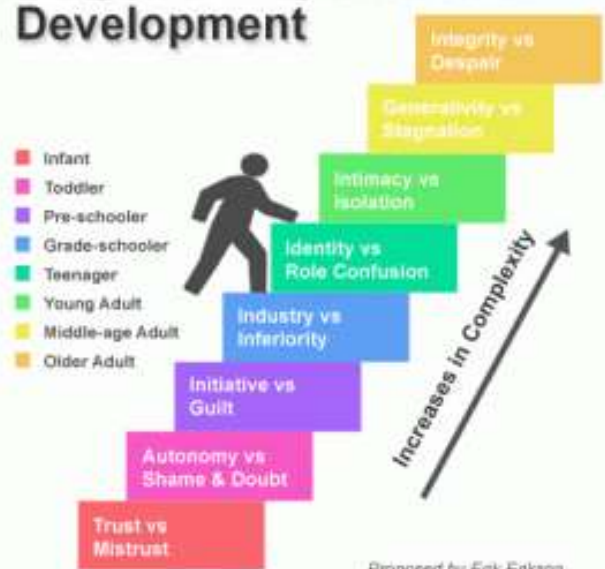 Development
Integrity vs
Despair
Generativity vs
Stagnation
Infant
Toddler
Pre-schooler
Grade-schooler
Teenager
Young Adult
Middle-age Adult
Older Adult
Intimacy vs
Isolation
Identity vs
Role Confusion
Industry vs
Inferiority
Initiative vs
Guilt
Autonomy vs
Shame & Doubt
Trust vs
Mistrust
Increases in Complexity
Proposed by Erik Erikson